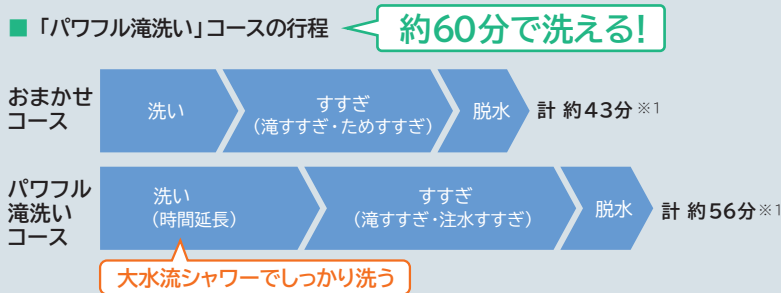 ■ 「パワフル滝洗い」コースの行程
約60分で洗える!
おまかせ
コース
洗い
すすぎ
(滝すすぎ・ためすすぎ)
脱水
計 約43分 ※1
パワフル
滝洗い
コース
洗い
(時間延長)
すすぎ
(滝すすぎ・注水すすぎ)
脱水
計 約56分※1
大水流シャワーでしっかり洗う